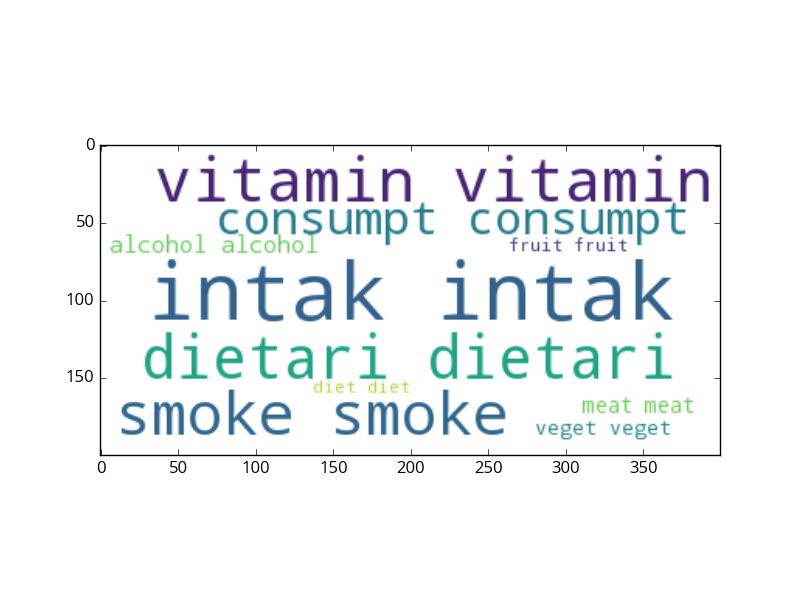 0
vitamin vitamin
50
consumpt consumpt
alcohol alcohol
fruit fruit
100
intak intak
dietari dietari
150
diet diet
smoke smoke
meat meat
veget veget
0 50 100 150 200 250 300 350